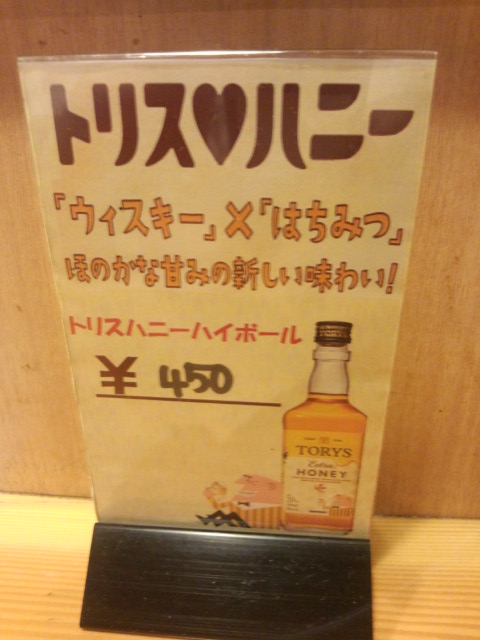 トリス♥ハニー
『ウィスキー』×『はちみつ』
ほのかな甘みの新しい味わい!
トリスハニーハイボール
¥ 450
TORYS
TORYS
Extra
HONEY